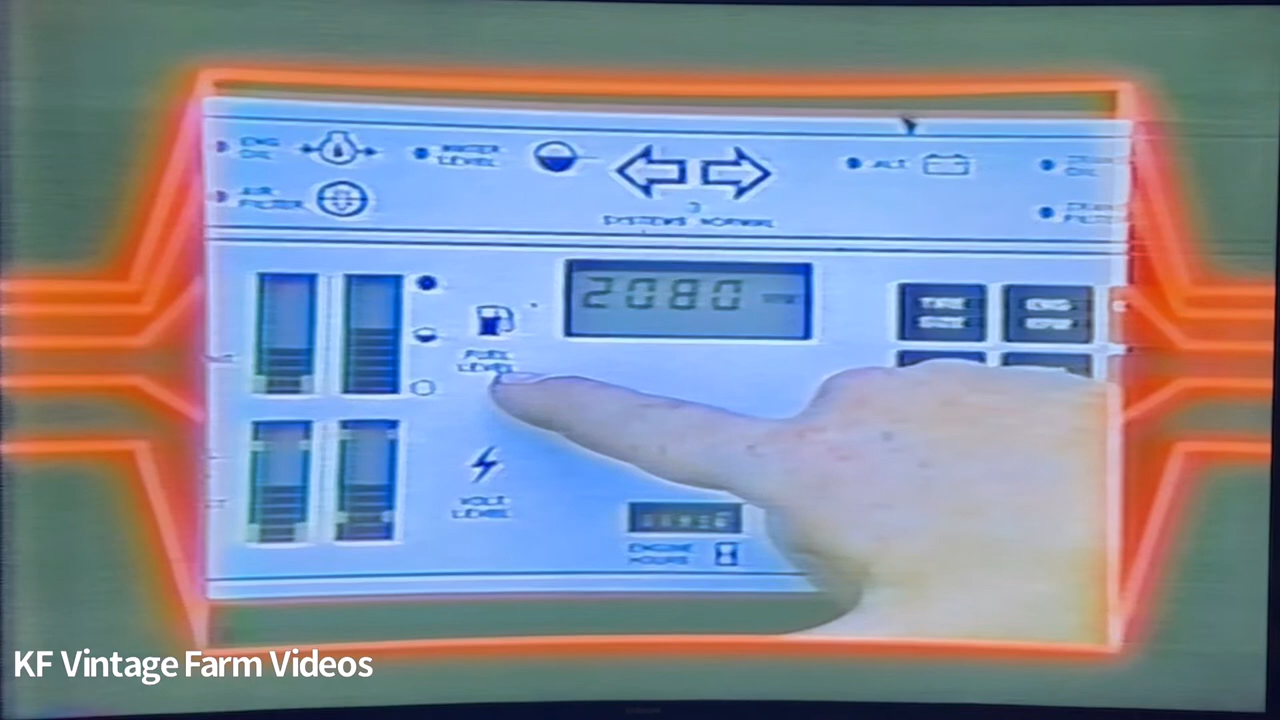 ENG
OIL
WATER
LEVEL
ALT
AIR
FILTER
SYSTEMS NORMAL
2080
FUEL
LEVEL
VOLT
LEVEL
ENGINE
HOURS
KF Vintage Farm Videos